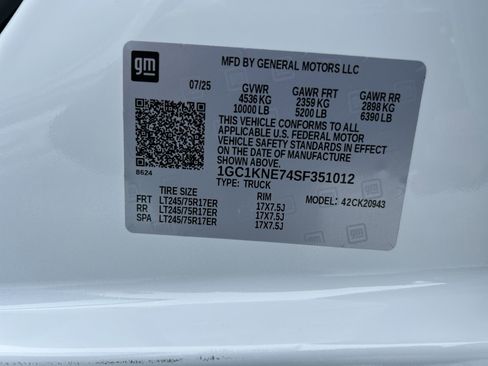 gm
MFD BY GENERAL MOTORS LLC
07/25 GVWR GAWR FRT GAWR RR
4536 KG 2359 KG 2898 KG
10000 LB 5200 LB 6390 LB
THIS VEHICLE CONFORMS TO ALL
APPLICABLE U.S. FEDERAL MOTOR
VEHICLE SAFETY STANDARDS IN
EFFECT ON THE DATE OF
MANUFACTURE SHOWN ABOVE.
8624
1GC1KNE74SF351012
TYPE: TRUCK
MODEL: 42CK20943
TIRE SIZE RIM
FRT LT245/75R17ER 17X7.5J
RR LT245/75R17ER 17X7.5J
SPA LT245/75R17ER 17X7.5J